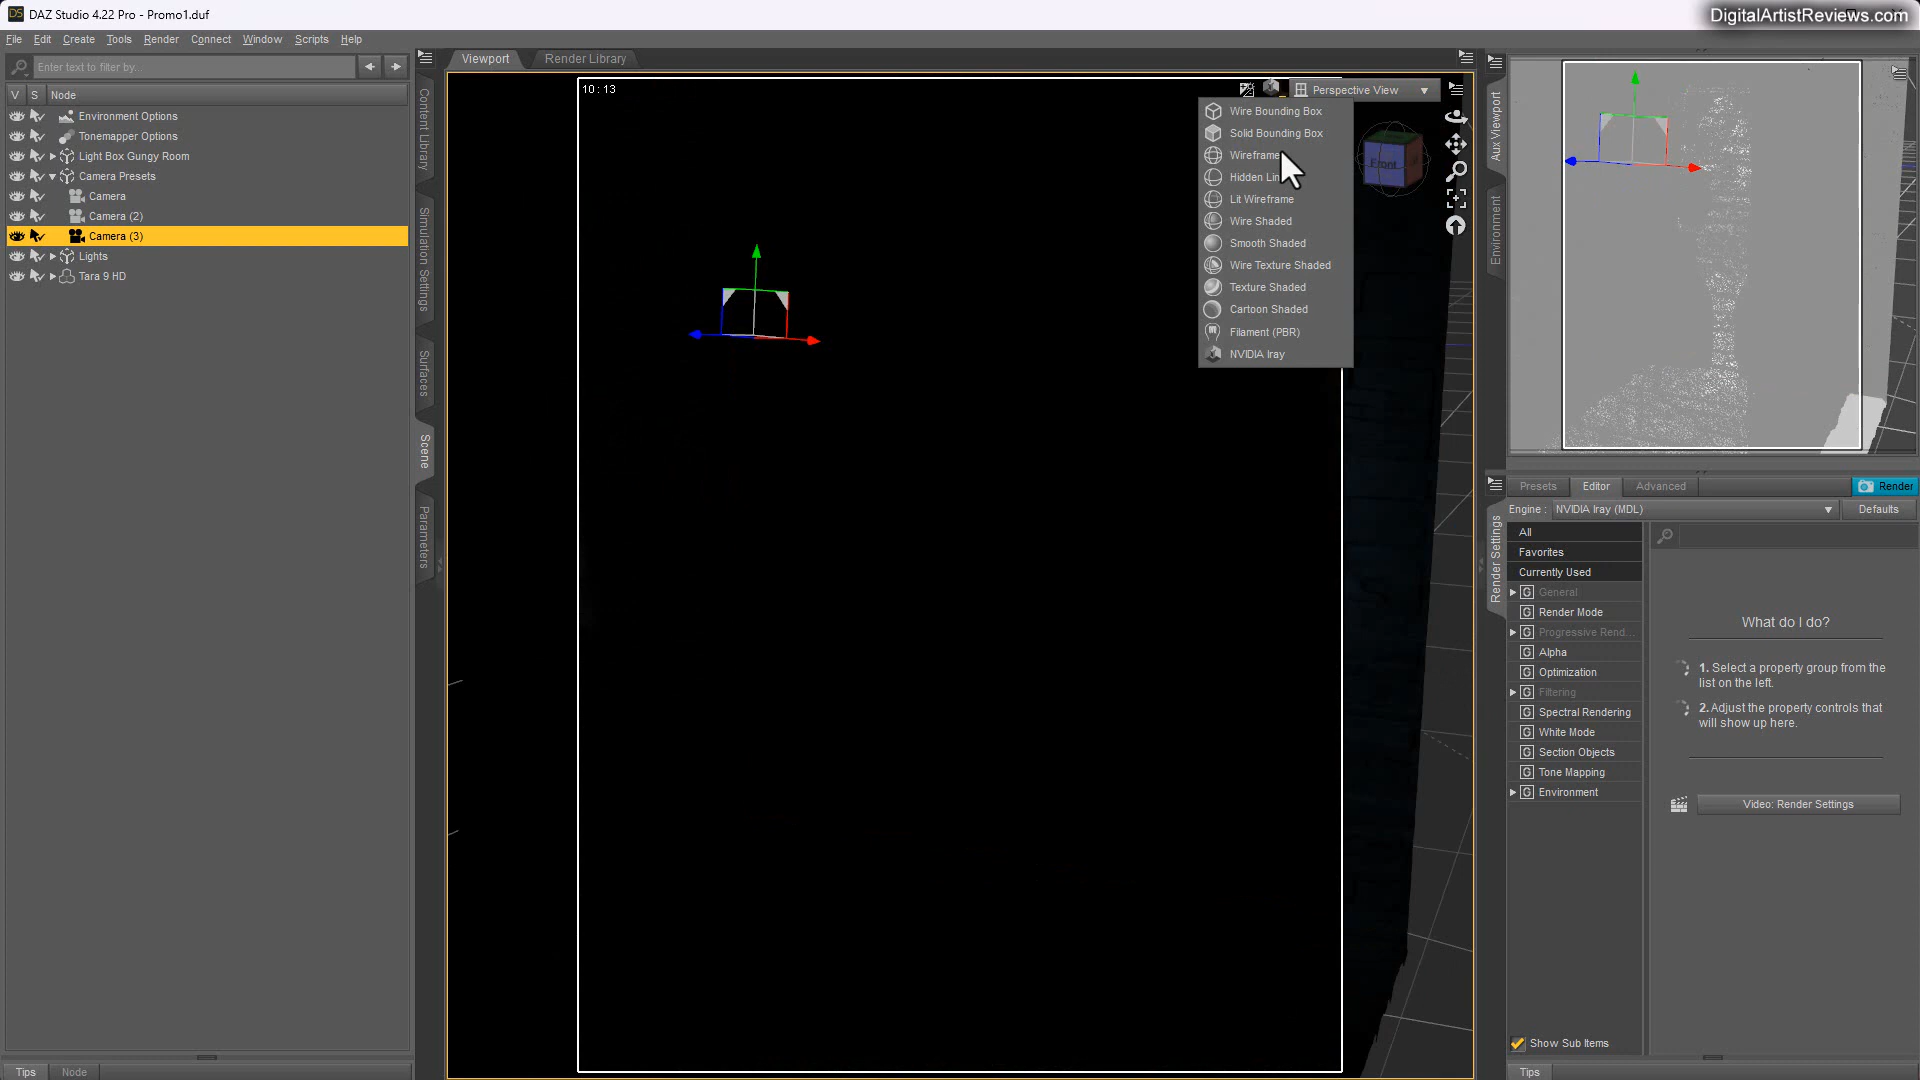 DAZ Studio 4.22 Pro - Promo1.duf
DigitalArtistReviews.com
File Edit Create Tools Render Connect Window Scripts Help
Enter text to filter by...
V S Node
Environment Options
Tonemapper Options
Light Box Gungy Room
Camera Presets
Camera
Camera (2)
Camera (3)
Lights
Tara 9 HD
Tips Node
Content Library
Simulation Settings
Surfaces
Scene
Parameters
Viewport Render Library
10 : 13
Perspective View
Wire Bounding Box
Solid Bounding Box
Wireframe
Hidden Lin
Lit Wireframe
Wire Shaded
Smooth Shaded
Wire Texture Shaded
Texture Shaded
Cartoon Shaded
Filament (PBR)
NVIDIA Iray
Front
Aux Viewport
Environment
Presets Editor Advanced Render
Engine : NVIDIA Iray (MDL) Defaults
Render Settings
All
Favorites
Currently Used
G General
G Render Mode
G Progressive Rend...
G Alpha
G Optimization
G Filtering
G Spectral Rendering
G White Mode
G Section Objects
G Tone Mapping
G Environment
What do I do?
1. Select a property group from the
list on the left.
2. Adjust the property controls that
will show up here.
Video: Render Settings
Show Sub Items
Tips